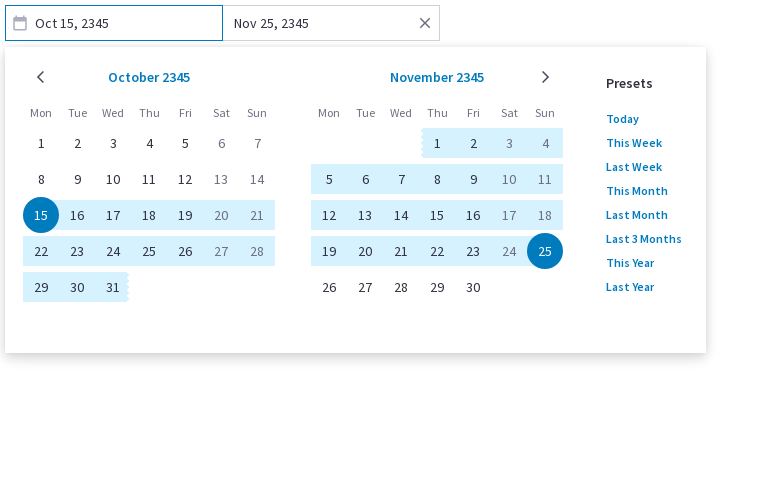 Oct 15, 2345 Nov 25, 2345
October 2345
Mon Tue Wed Thu Fri Sat Sun
1 2 3 4 5 6 7
8 9 10 11 12 13 14
15 16 17 18 19 20 21
22 23 24 25 26 27 28
29 30 31
November 2345
Mon Tue Wed Thu Fri Sat Sun
1 2 3 4
5 6 7 8 9 10 11
12 13 14 15 16 17 18
19 20 21 22 23 24 25
26 27 28 29 30
Presets
Today
This Week
Last Week
This Month
Last Month
Last 3 Months
This Year
Last Year